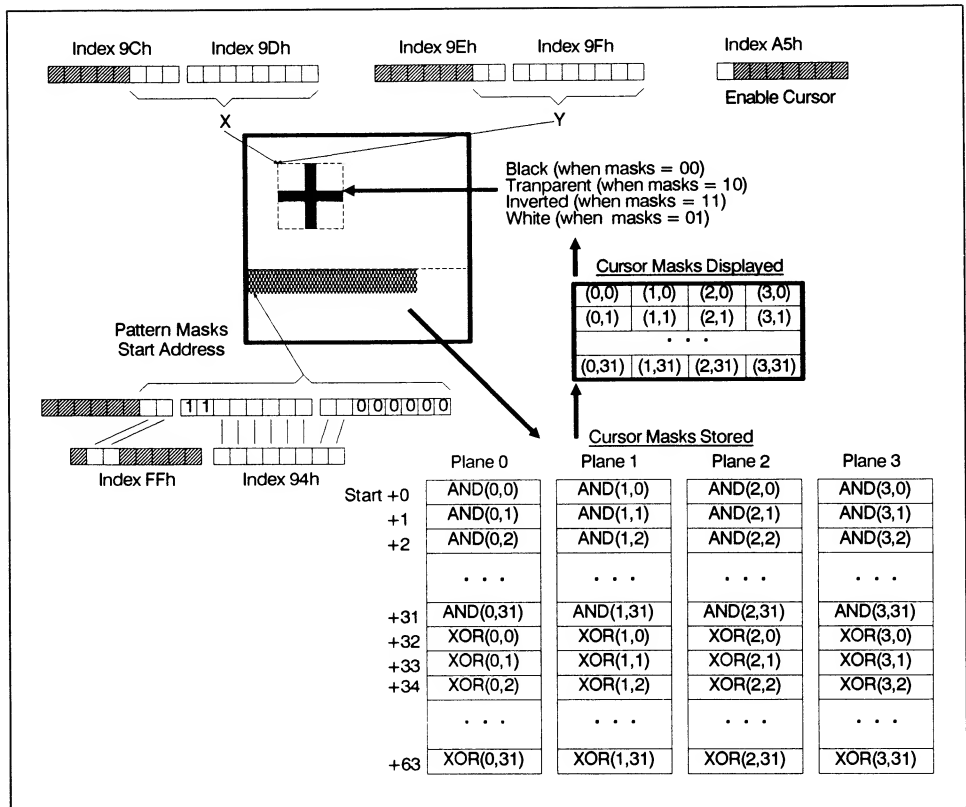 Index 9Ch Index 9Dh Index 9Eh Index 9Fh Index A5h
Enable Cursor
X Y
Black (when masks = 00)
Tranparent (when masks = 10)
Inverted (when masks = 11)
White (when masks = 01)
Cursor Masks Displayed
(0,0) (1,0) (2,0) (3,0)
(0,1) (1,1) (2,1) (3,1)
. . .
(0,31) (1,31) (2,31) (3,31)
Pattern Masks
Start Address
1 1 0 0 0 0 0 0
Index FFh Index 94h
Cursor Masks Stored
Plane 0 Plane 1 Plane 2 Plane 3
Start +0 AND(0,0) AND(1,0) AND(2,0) AND(3,0)
+1 AND(0,1) AND(1,1) AND(2,1) AND(3,1)
+2 AND(0,2) AND(1,2) AND(2,2) AND(3,2)
. . . . . . . . . . . .
+31 AND(0,31) AND(1,31) AND(2,31) AND(3,31)
+32 XOR(0,0) XOR(1,0) XOR(2,0) XOR(3,0)
+33 XOR(0,1) XOR(1,1) XOR(2,1) XOR(3,1)
+34 XOR(0,2) XOR(1,2) XOR(2,2) XOR(3,2)
. . . . . . . . . . . .
+63 XOR(0,31) XOR(1,31) XOR(2,31) XOR(3,31)